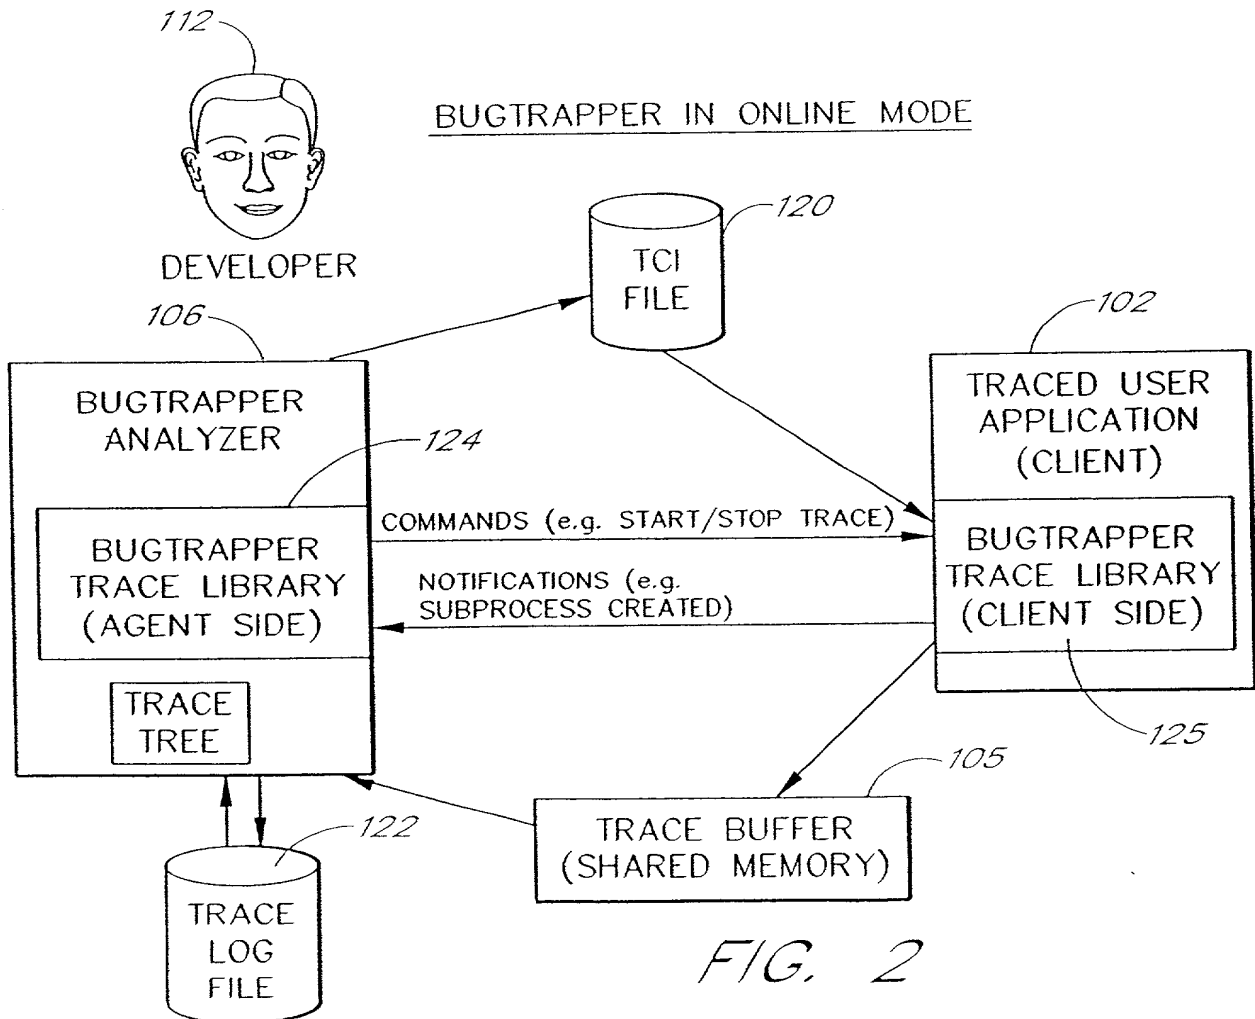 112
BUGTRAPPER IN ONLINE MODE
DEVELOPER
120
TCI
FILE
106
102
BUGTRAPPER
ANALYZER
124
TRACED USER
APPLICATION
(CLIENT)
BUGTRAPPER
TRACE LIBRARY
(AGENT SIDE)
COMMANDS (e.g. START/STOP TRACE)
NOTIFICATIONS (e.g.
SUBPROCESS CREATED)
BUGTRAPPER
TRACE LIBRARY
(CLIENT SIDE)
125
TRACE
TREE
105
TRACE BUFFER
(SHARED MEMORY)
122
TRACE
LOG
FILE
FIG. 2